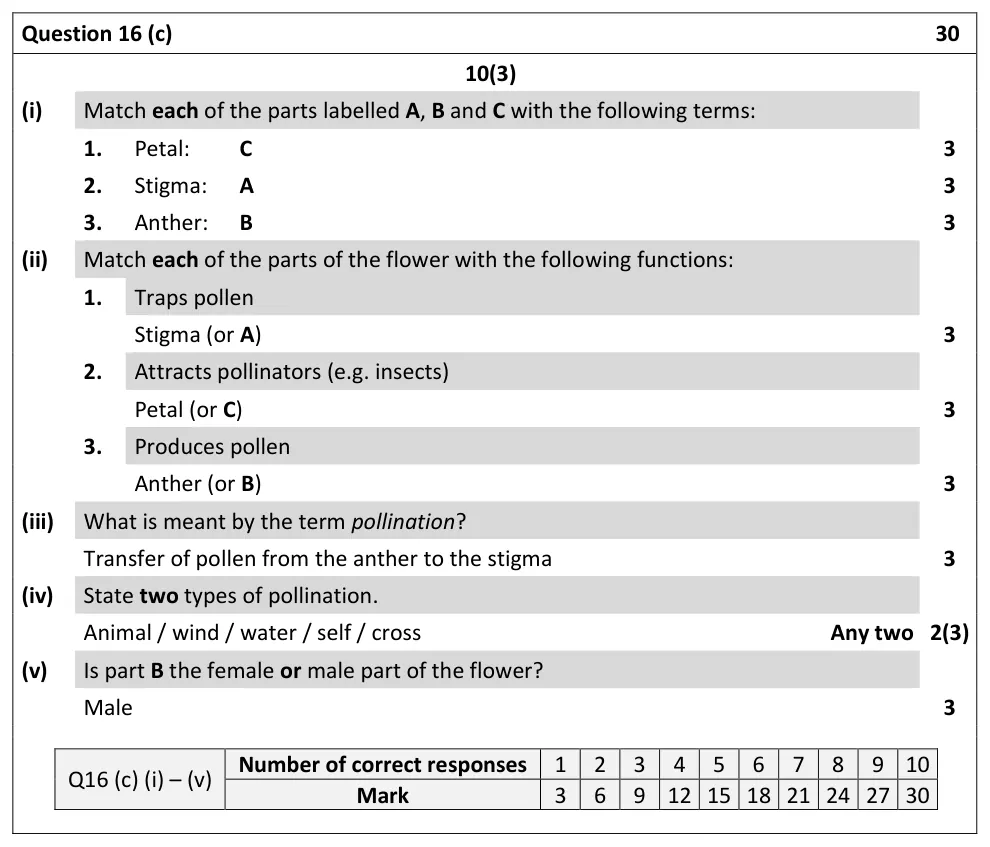 Question 16 (c) 30
10(3)
(i) Match each of the parts labelled A, B and C with the following terms:
1. Petal: C 3
2. Stigma: A 3
3. Anther: B 3
(ii) Match each of the parts of the flower with the following functions:
1. Traps pollen
Stigma (or A) 3
2. Attracts pollinators (e.g. insects)
Petal (or C) 3
3. Produces pollen
Anther (or B) 3
(iii) What is meant by the term pollination?
Transfer of pollen from the anther to the stigma 3
(iv) State two types of pollination.
Animal / wind / water / self / cross Any two 2(3)
(v) Is part B the female or male part of the flower?
Male 3
Q16 (c) (i) – (v)
Number of correct responses 1 2 3 4 5 6 7 8 9 10
Mark 3 6 9 12 15 18 21 24 27 30